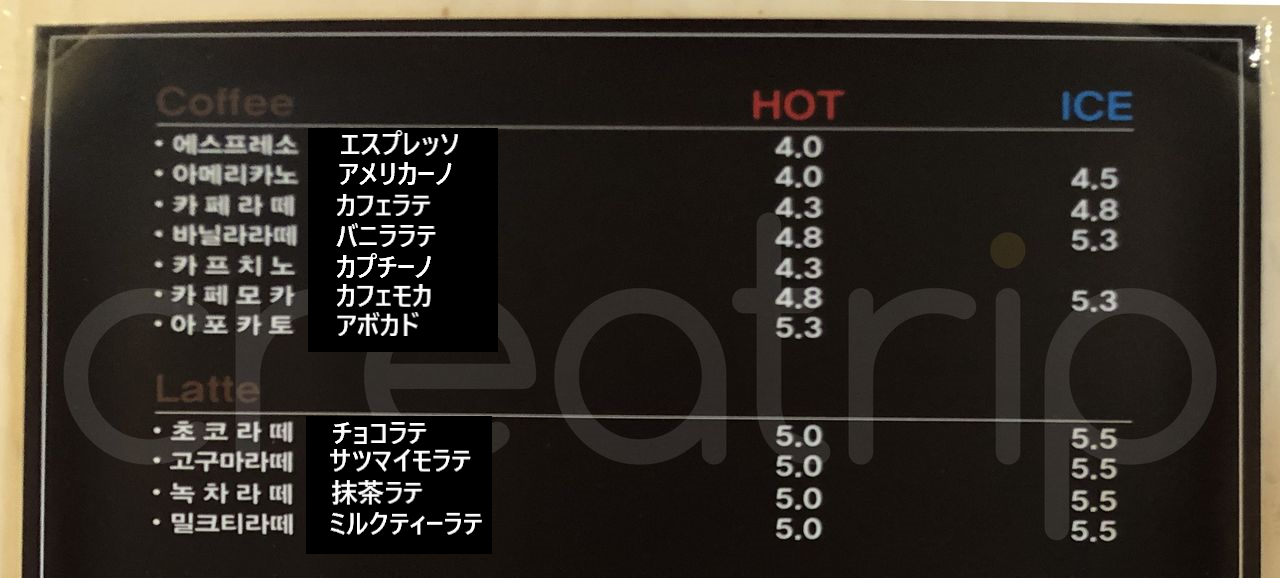 Coffee HOT ICE
• 에스프레소 エスプレッソ 4.0
• 아메리카노 アメリカーノ 4.0 4.5
• 카페라떼 カフェラテ 4.3 4.8
• 바닐라라떼 バニララテ 4.8 5.3
• 카프치노 カプチーノ 4.3
• 카페모카 カフェモカ 4.8 5.3
• 아포카토 アボカド 5.3
Latte
• 초코라떼 チョコラテ 5.0 5.5
• 고구마라떼 サツマイモラテ 5.0 5.5
• 녹차라떼 抹茶ラテ 5.0 5.5
• 밀크티라떼 ミルクティーラテ 5.0 5.5
creatrip